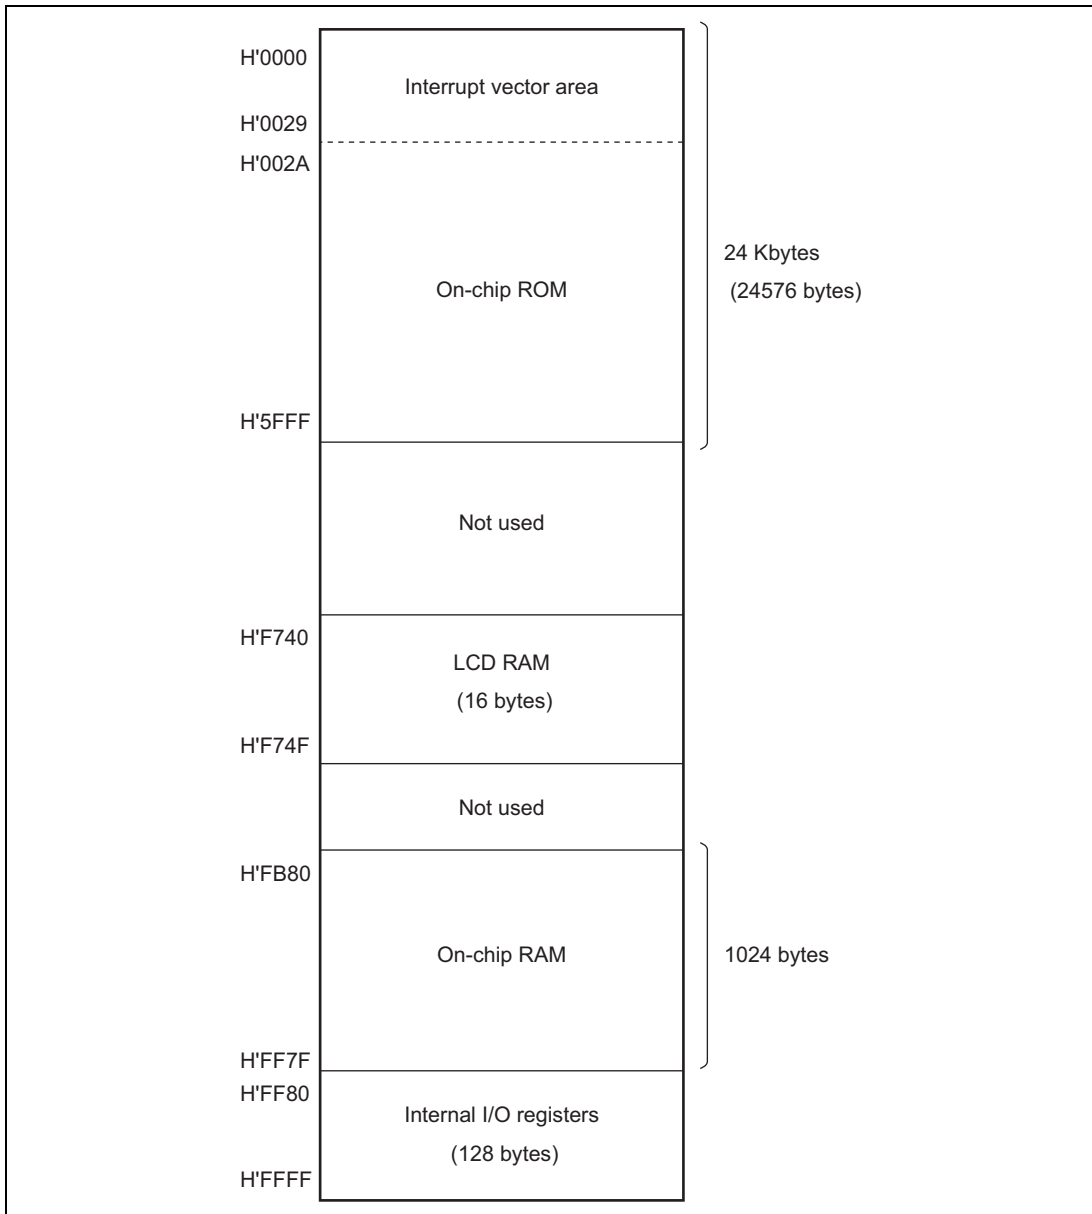 H'0000
Interrupt vector area
H'0029
H'002A
24 Kbytes
(24576 bytes)
On-chip ROM
H'5FFF
Not used
H'F740
LCD RAM
(16 bytes)
H'F74F
Not used
H'FB80
On-chip RAM
1024 bytes
H'FF7F
H'FF80
Internal I/O registers
(128 bytes)
H'FFFF